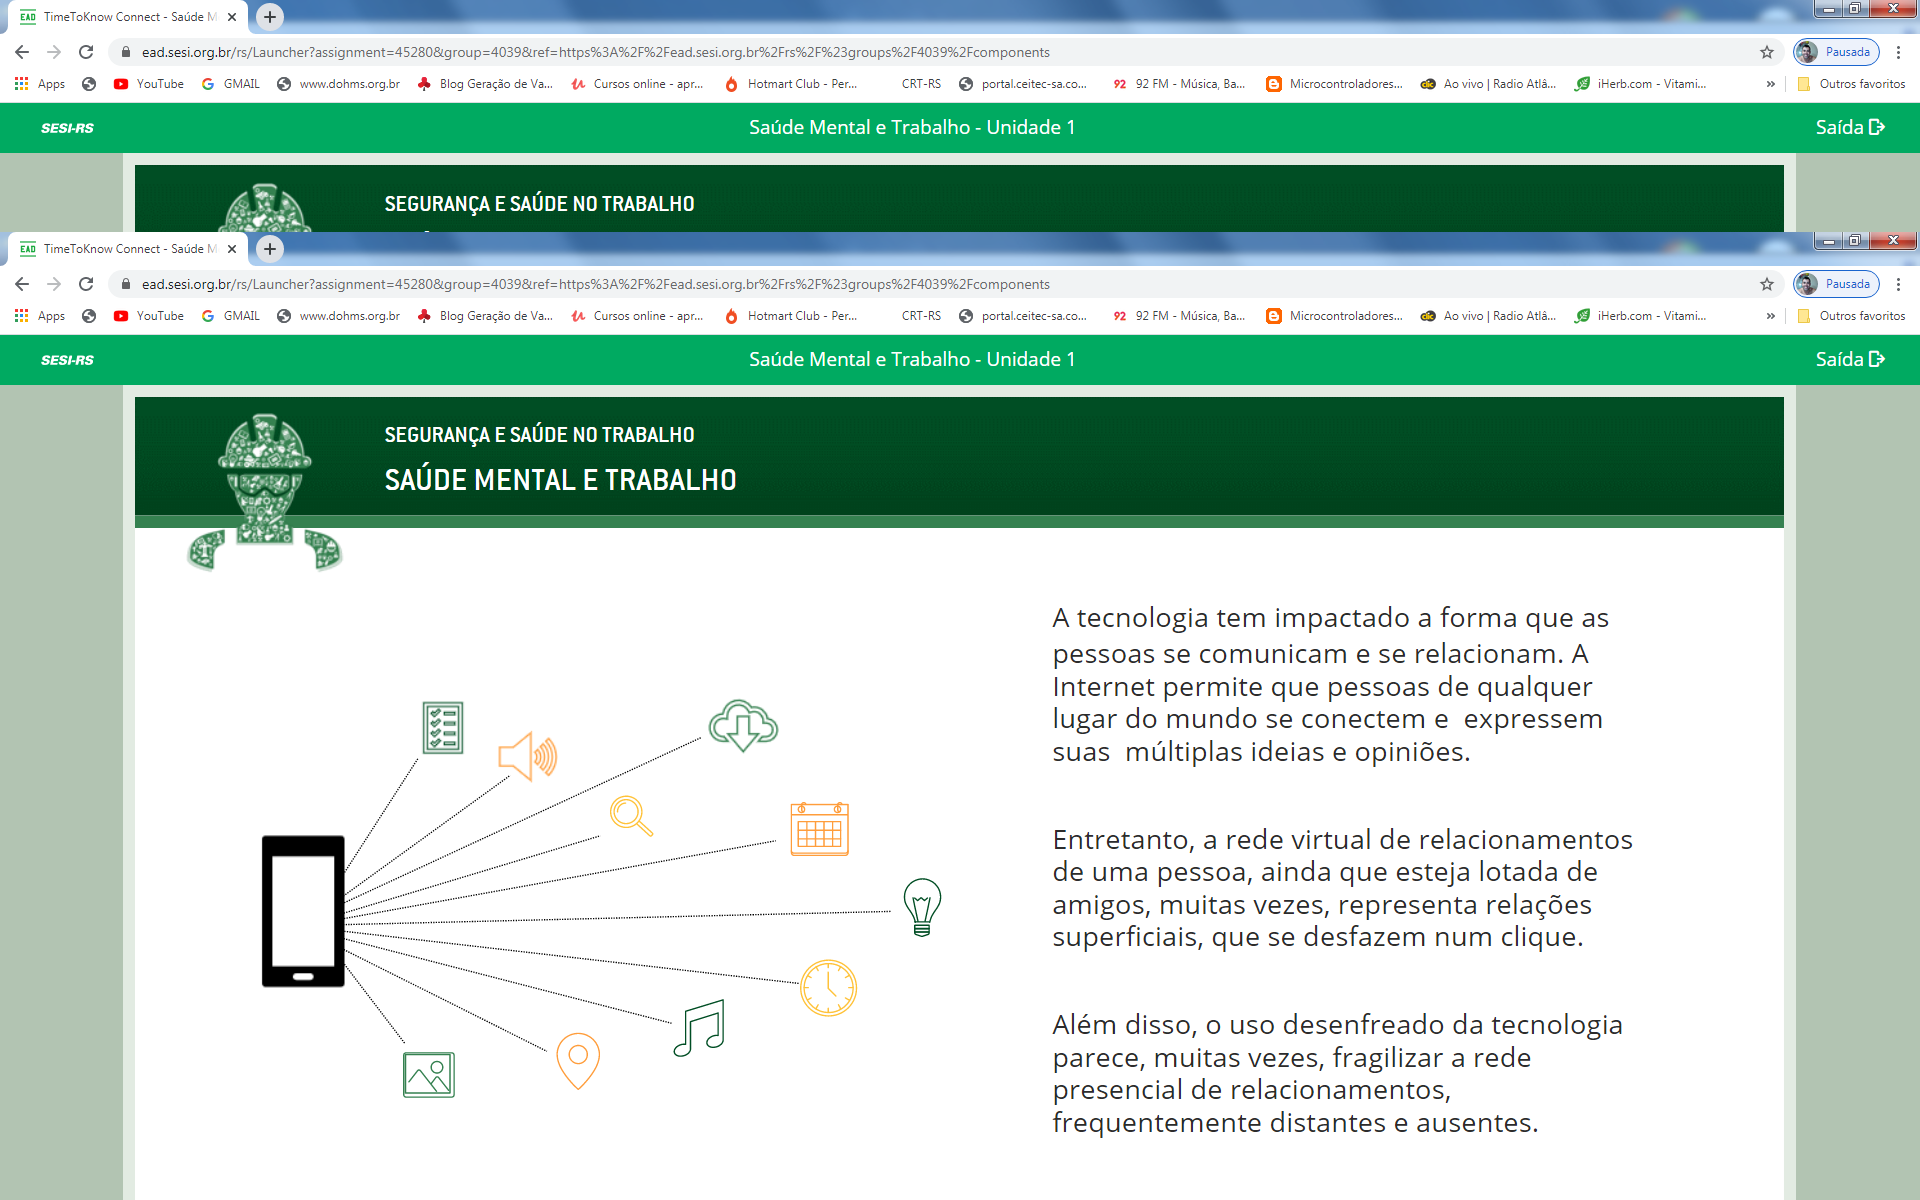 EAD TimeToKnow Connect - Saúde M
ead.sesi.org.br/rs/Launcher?assignment=45280&group=4039&ref=https%3A%2F%2Fead.sesi.org.br%2Frs%2F%23groups%2F4039%2Fcomponents Pausada
Apps YouTube GMAIL www.dohms.org.br Blog Geração de Va... Cursos online - apr... Hotmart Club - Per... CRT-RS portal.ceitec-sa.co... 92 92 FM - Música, Ba... Microcontroladores... Ao vivo | Radio Atlâ... iHerb.com - Vitami... » Outros favoritos
SESI-RS Saúde Mental e Trabalho - Unidade 1 Saída
SEGURANÇA E SAÚDE NO TRABALHO
EAD TimeToKnow Connect - Saúde M
ead.sesi.org.br/rs/Launcher?assignment=45280&group=4039&ref=https%3A%2F%2Fead.sesi.org.br%2Frs%2F%23groups%2F4039%2Fcomponents Pausada
Apps YouTube GMAIL www.dohms.org.br Blog Geração de Va... Cursos online - apr... Hotmart Club - Per... CRT-RS portal.ceitec-sa.co... 92 92 FM - Música, Ba... Microcontroladores... Ao vivo | Radio Atlâ... iHerb.com - Vitami... » Outros favoritos
SESI-RS Saúde Mental e Trabalho - Unidade 1 Saída
SEGURANÇA E SAÚDE NO TRABALHO
SAÚDE MENTAL E TRABALHO
A tecnologia tem impactado a forma que as
pessoas se comunicam e se relacionam. A
Internet permite que pessoas de qualquer
lugar do mundo se conectem e expressem
suas múltiplas ideias e opiniões.
Entretanto, a rede virtual de relacionamentos
de uma pessoa, ainda que esteja lotada de
amigos, muitas vezes, representa relações
superficiais, que se desfazem num clique.
Além disso, o uso desenfreado da tecnologia
parece, muitas vezes, fragilizar a rede
presencial de relacionamentos,
frequentemente distantes e ausentes.